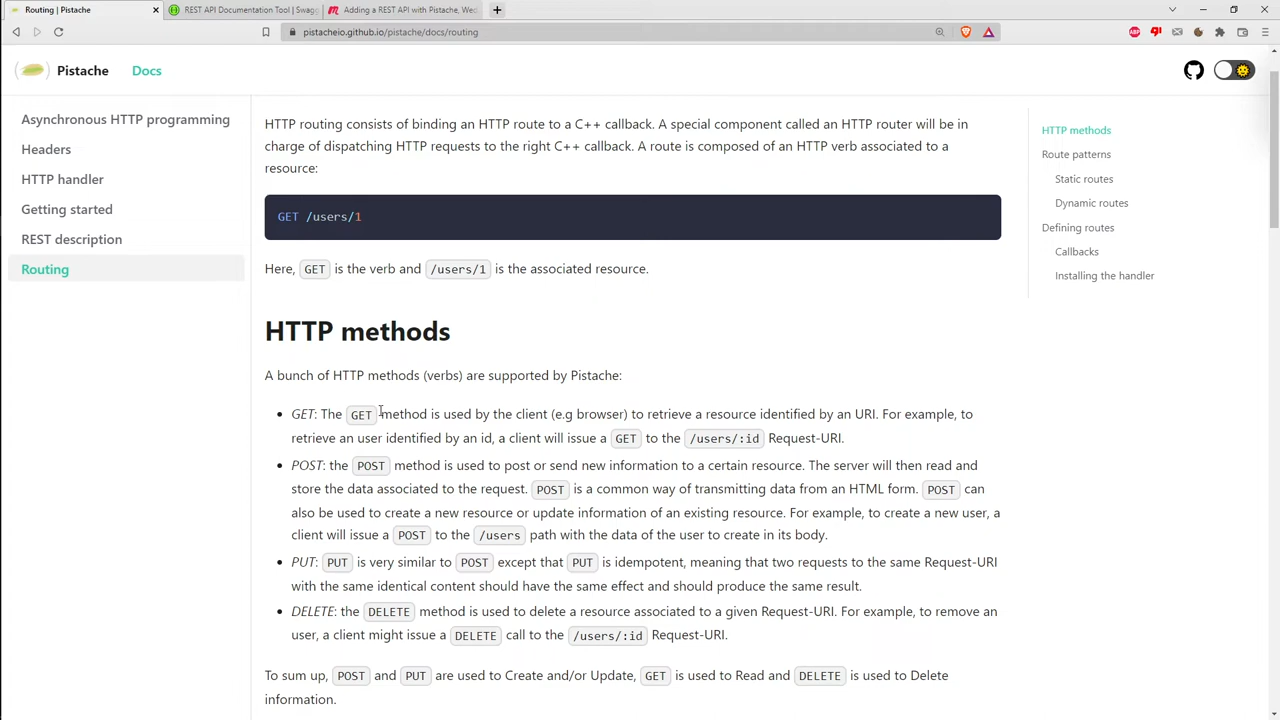 Routing | Pistache
REST API Documentation Tool | Swagg
Adding a REST API with Pistache, Wed
pistacheio.github.io/pistache/docs/routing
ABP
Pistache
Docs
Asynchronous HTTP programming
Headers
HTTP handler
Getting started
REST description
Routing
HTTP routing consists of binding an HTTP route to a C++ callback. A special component called an HTTP router will be in
charge of dispatching HTTP requests to the right C++ callback. A route is composed of an HTTP verb associated to a
resource:
GET /users/1
Here, GET is the verb and /users/1 is the associated resource.
HTTP methods
A bunch of HTTP methods (verbs) are supported by Pistache:
• GET: The GET method is used by the client (e.g browser) to retrieve a resource identified by an URI. For example, to
retrieve an user identified by an id, a client will issue a GET to the /users/:id Request-URI.
• POST: the POST method is used to post or send new information to a certain resource. The server will then read and
store the data associated to the request. POST is a common way of transmitting data from an HTML form. POST can
also be used to create a new resource or update information of an existing resource. For example, to create a new user, a
client will issue a POST to the /users path with the data of the user to create in its body.
• PUT: PUT is very similar to POST except that PUT is idempotent, meaning that two requests to the same Request-URI
with the same identical content should have the same effect and should produce the same result.
• DELETE: the DELETE method is used to delete a resource associated to a given Request-URI. For example, to remove an
user, a client might issue a DELETE call to the /users/:id Request-URI.
To sum up, POST and PUT are used to Create and/or Update, GET is used to Read and DELETE is used to Delete
information.
HTTP methods
Route patterns
Static routes
Dynamic routes
Defining routes
Callbacks
Installing the handler